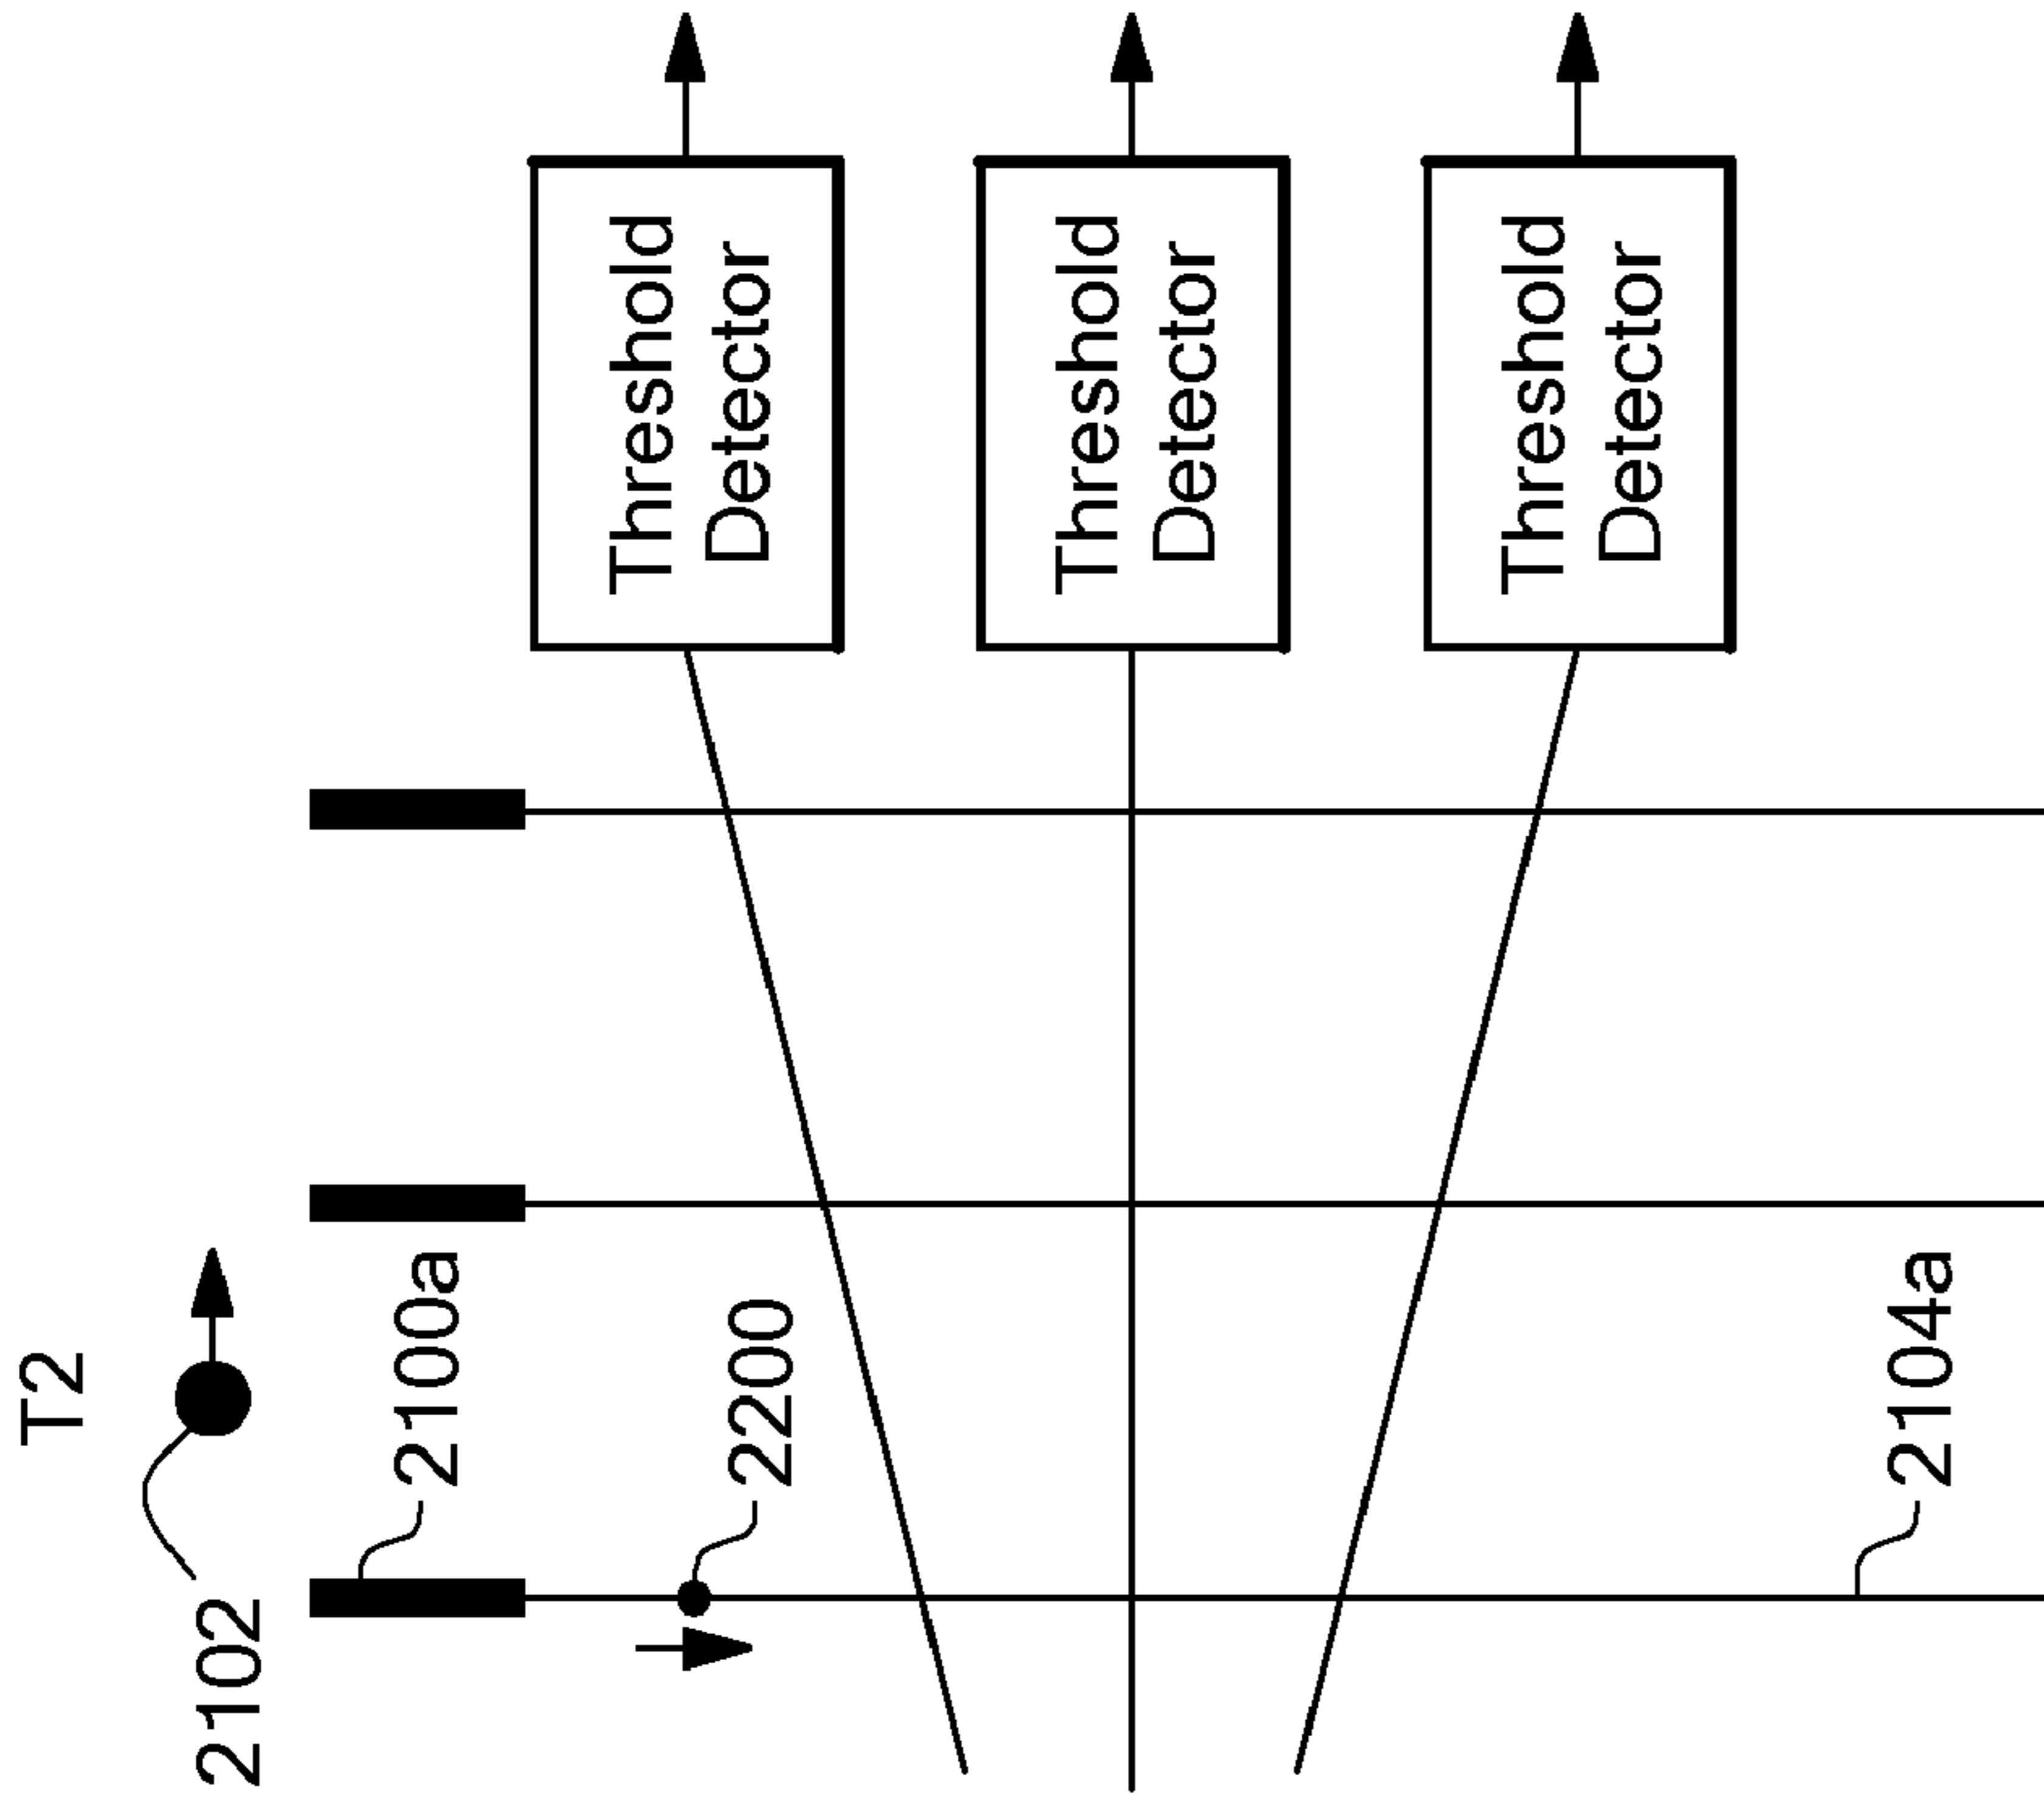 T2
2102
2100a
2200
2104a
Threshold
Detector
Threshold
Detector
Threshold
Detector